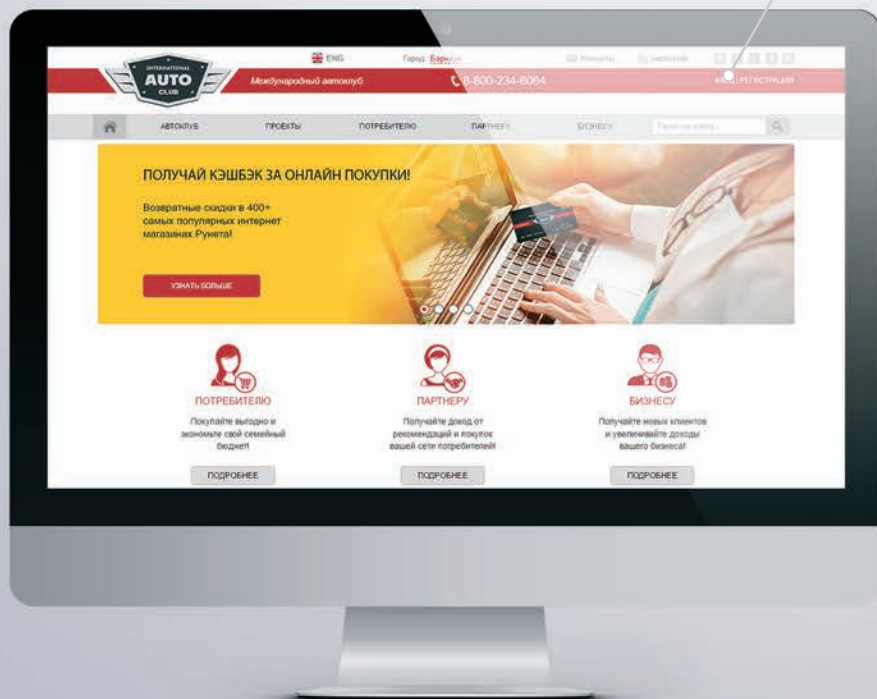 ENG
Город:
INTERNATIONAL
AUTO
CLUB
Международный автоклуб
8-800-234-6064
ВХОД | РЕГИСТРАЦИЯ
АВТОКЛУБ
ПРОЕКТЫ
ПОТРЕБИТЕЛЮ
ПАРТНЕРУ
БИЗНЕСУ
ПОЛУЧАЙ КЭШБЭК ЗА ОНЛАЙН ПОКУПКИ!
Возвратные скидки в 400+
самых популярных интернет
магазинах Рунета!
УЗНАТЬ БОЛЬШЕ
ПОТРЕБИТЕЛЮ
ПАРТНЕРУ
БИЗНЕСУ
Покупайте выгодно и
экономьте свой семейный
бюджет!
Получайте доход от
рекомендаций и покупок
вашей сети потребителей!
Получайте новых клиентов
и увеличивайте доходы
вашего бизнеса!
ПОДРОБНЕЕ
ПОДРОБНЕЕ
ПОДРОБНЕЕ